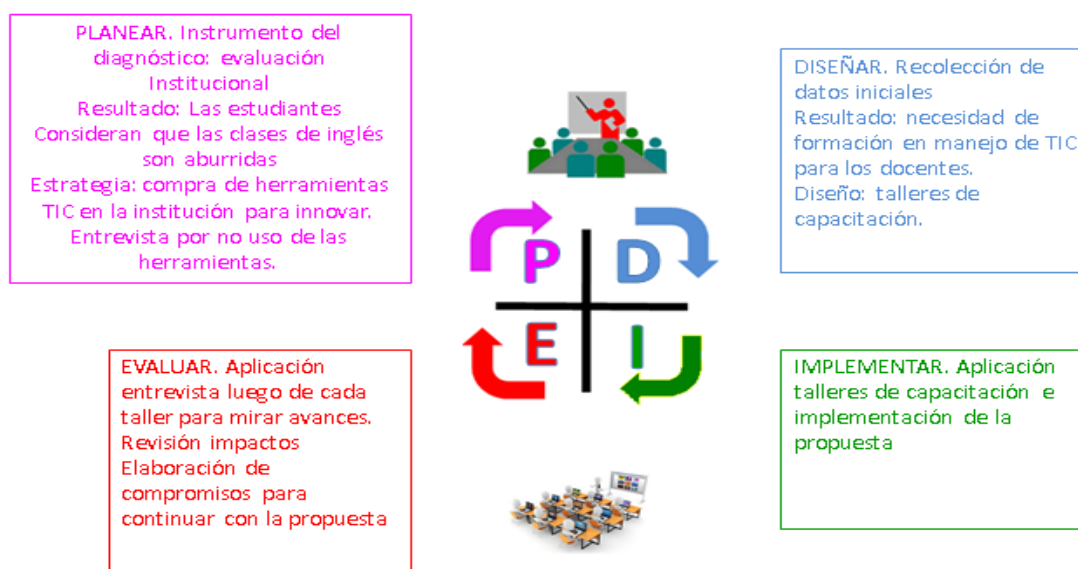 PLANEAR. Instrumento del
diagnóstico: evaluación
Institucional
Resultado: Las estudiantes
Consideran que las clases de inglés
son aburridas
Estrategia: compra de herramientas
TIC en la institución para innovar.
Entrevista por no uso de las
herramientas.
DISEÑAR. Recolección de
datos iniciales
Resultado: necesidad de
formación en manejo de TIC
para los docentes.
Diseño: talleres de
capacitación.
P D
E I
EVALUAR. Aplicación
entrevista luego de cada
taller para mirar avances.
Revisión impactos
Elaboración de
compromisos para
continuar con la propuesta
IMPLEMENTAR. Aplicación
talleres de capacitación e
implementación de la
propuesta